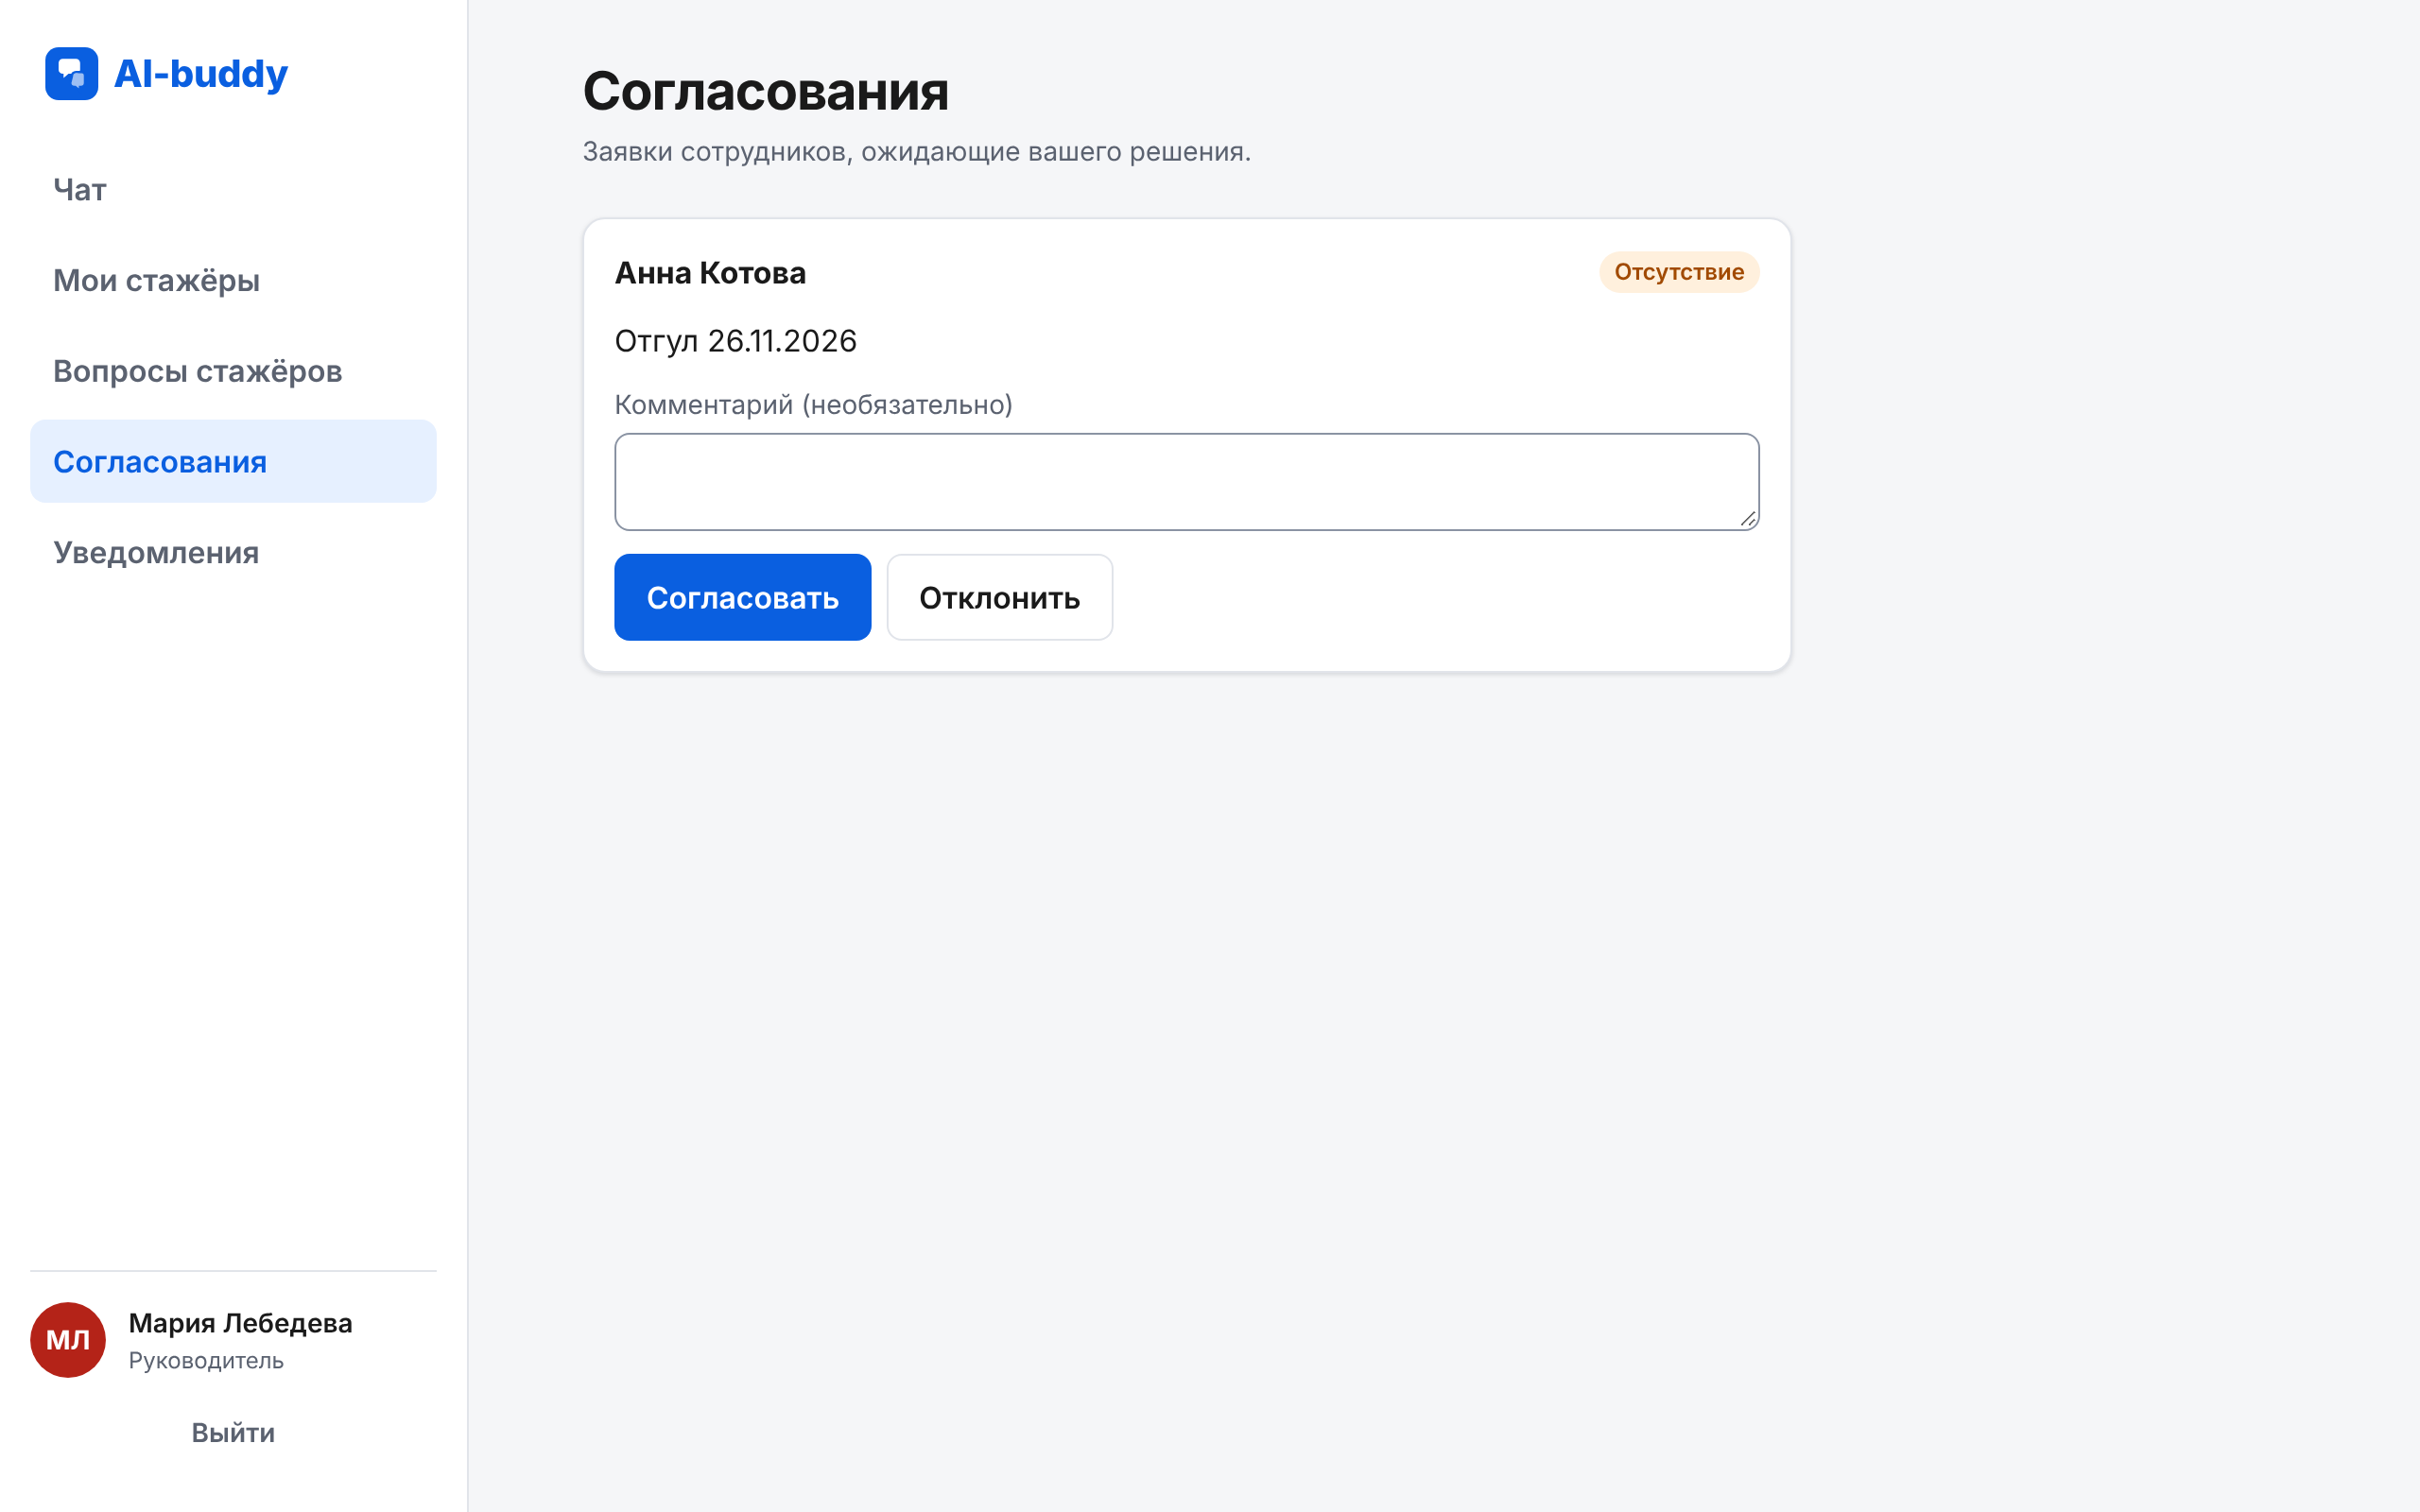 AI-buddy
Чат
Мои стажёры
Вопросы стажёров
Согласования
Уведомления
МЛ
Мария Лебедева
Руководитель
Выйти
Согласования
Заявки сотрудников, ожидающие вашего решения.
Анна Котова
Отсутствие
Отгул 26.11.2026
Комментарий (необязательно)
Согласовать
Отклонить